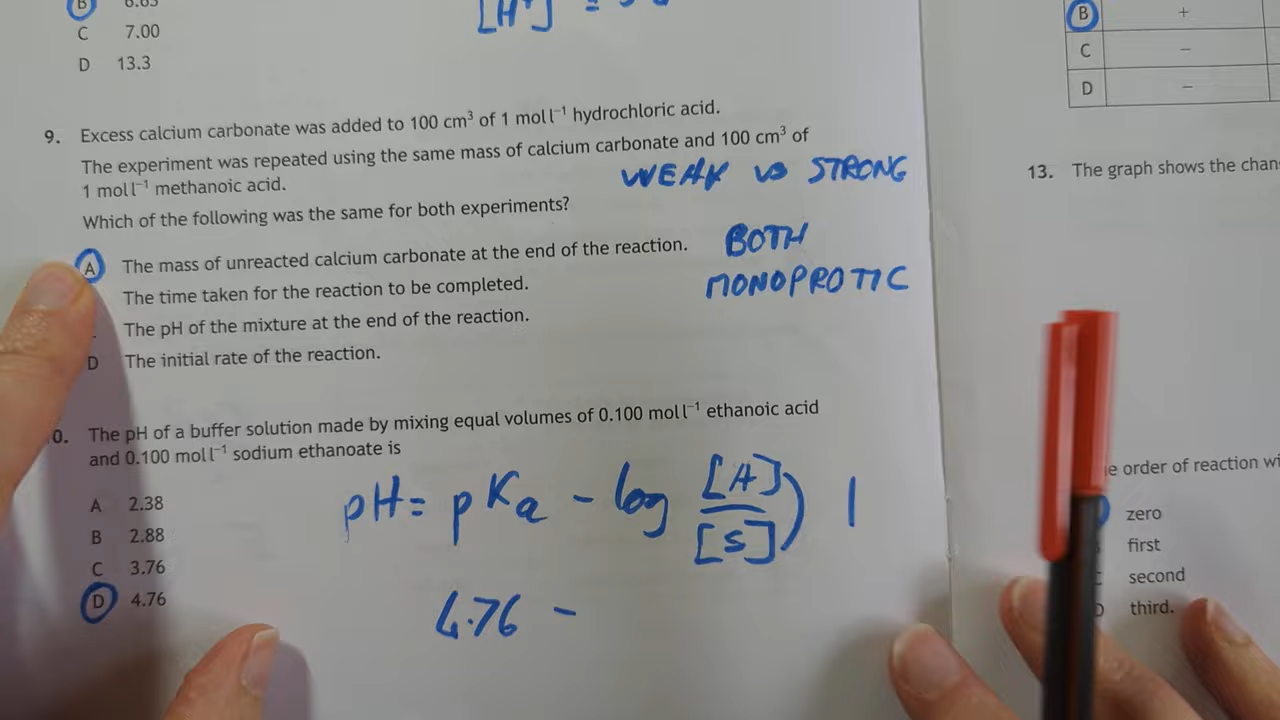 B 6.63
C 7.00
D 13.3
[H⁺] =
9. Excess calcium carbonate was added to 100 cm³ of 1 mol l⁻¹ hydrochloric acid.
The experiment was repeated using the same mass of calcium carbonate and 100 cm³ of
1 mol l⁻¹ methanoic acid.
WEAK vs STRONG
Which of the following was the same for both experiments?
A The mass of unreacted calcium carbonate at the end of the reaction.
BOTH
The time taken for the reaction to be completed.
MONOPROTIC
The pH of the mixture at the end of the reaction.
D The initial rate of the reaction.
0. The pH of a buffer solution made by mixing equal volumes of 0.100 mol l⁻¹ ethanoic acid
and 0.100 mol l⁻¹ sodium ethanoate is
A 2.38
B 2.88
C 3.76
D 4.76
pH = pKa - log [A]/[S]) 1
4.76 -
B +
C −
D −
13. The graph shows the chan
e order of reaction wi
zero
first
second
D third.